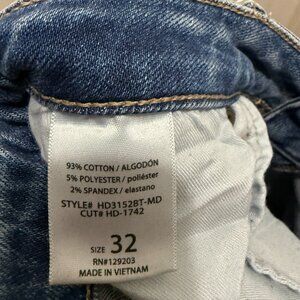 93% COTTON / ALGODÓN
5% POLYESTER / poliéster
2% SPANDEX / elastano
STYLE# HD3152BT-MD
CUT# HD-1742
SIZE 32
RN#129203
MADE IN VIETNAM